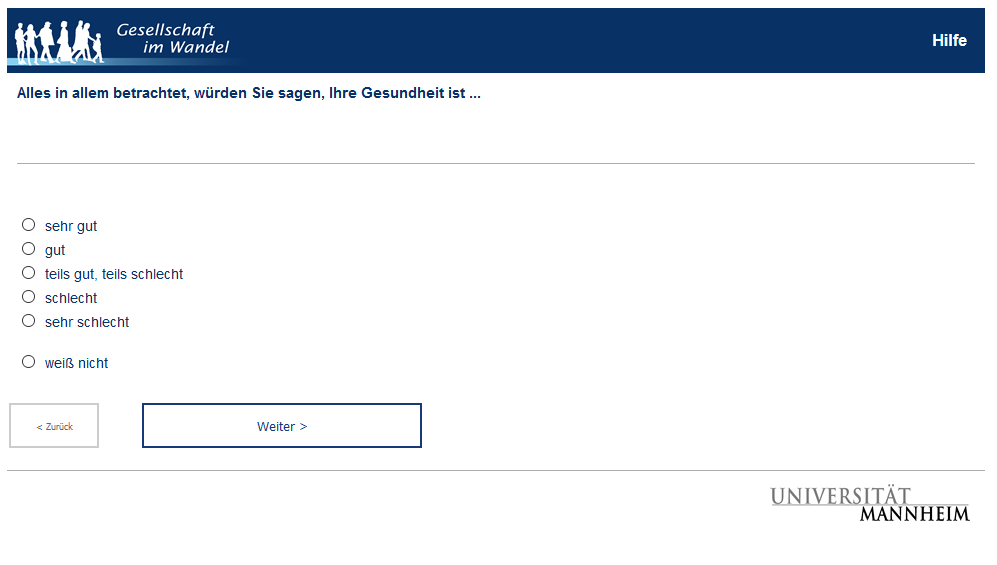 Gesellschaft
im Wandel
Hilfe
Alles in allem betrachtet, würden Sie sagen, Ihre Gesundheit ist ...
sehr gut
gut
teils gut, teils schlecht
schlecht
sehr schlecht
weiß nicht
< Zurück
Weiter >
UNIVERSITÄT
MANNHEIM